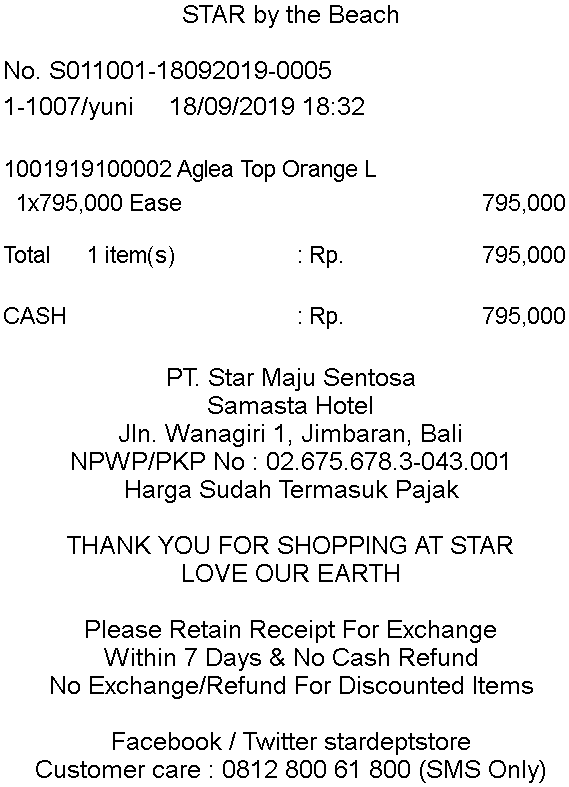 STAR by the Beach
No. S011001-18092019-0005
1-1007/yuni 18/09/2019 18:32
1001919100002 Aglea Top Orange L
1x795,000 Ease 795,000
Total 1 item(s) : Rp. 795,000
CASH : Rp. 795,000
PT. Star Maju Sentosa
Samasta Hotel
Jln. Wanagiri 1, Jimbaran, Bali
NPWP/PKP No : 02.675.678.3-043.001
Harga Sudah Termasuk Pajak
THANK YOU FOR SHOPPING AT STAR
LOVE OUR EARTH
Please Retain Receipt For Exchange
Within 7 Days & No Cash Refund
No Exchange/Refund For Discounted Items
Facebook / Twitter stardeptstore
Customer care : 0812 800 61 800 (SMS Only)